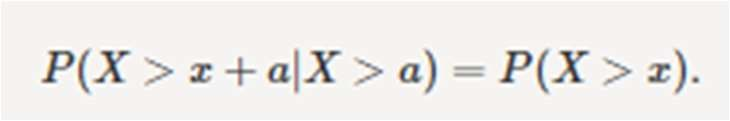 P(X > x + a|X > a) = P(X > x).